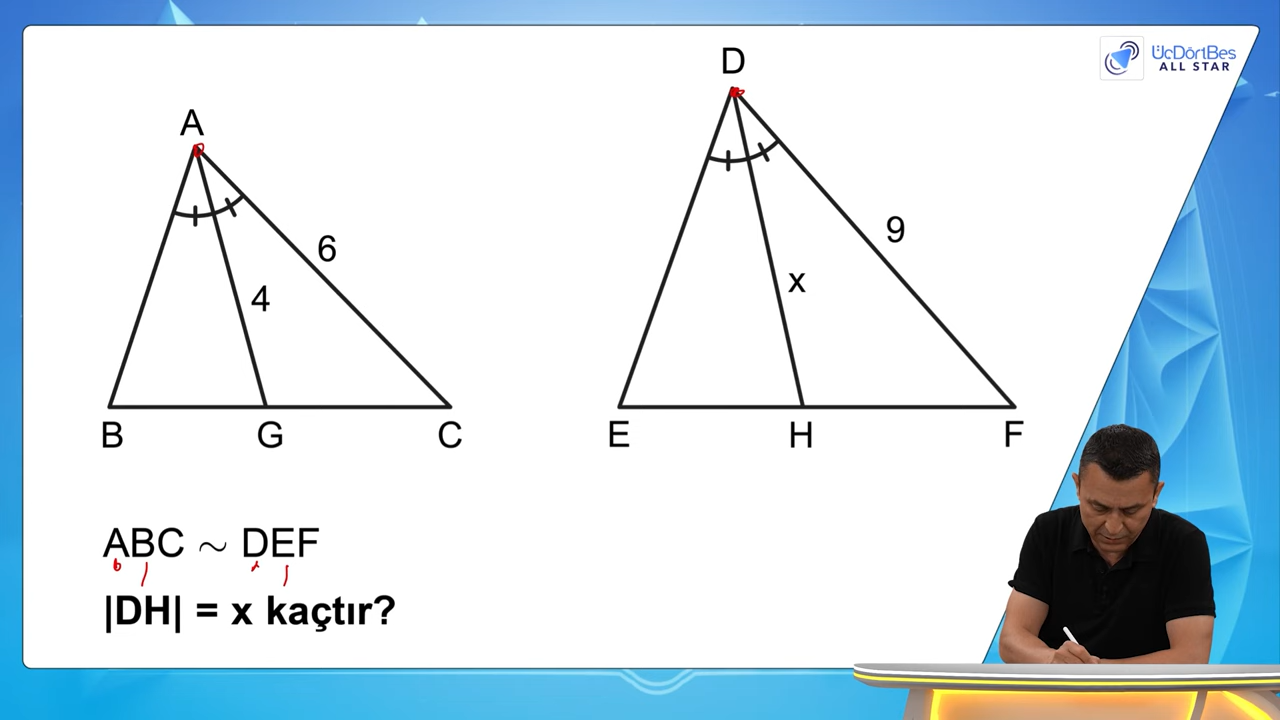 ÜçDörtBeş
ALL STAR
D
A
9
6
x
4
B G C
E H F
ABC ~ DEF
|DH| = x kaçtır?